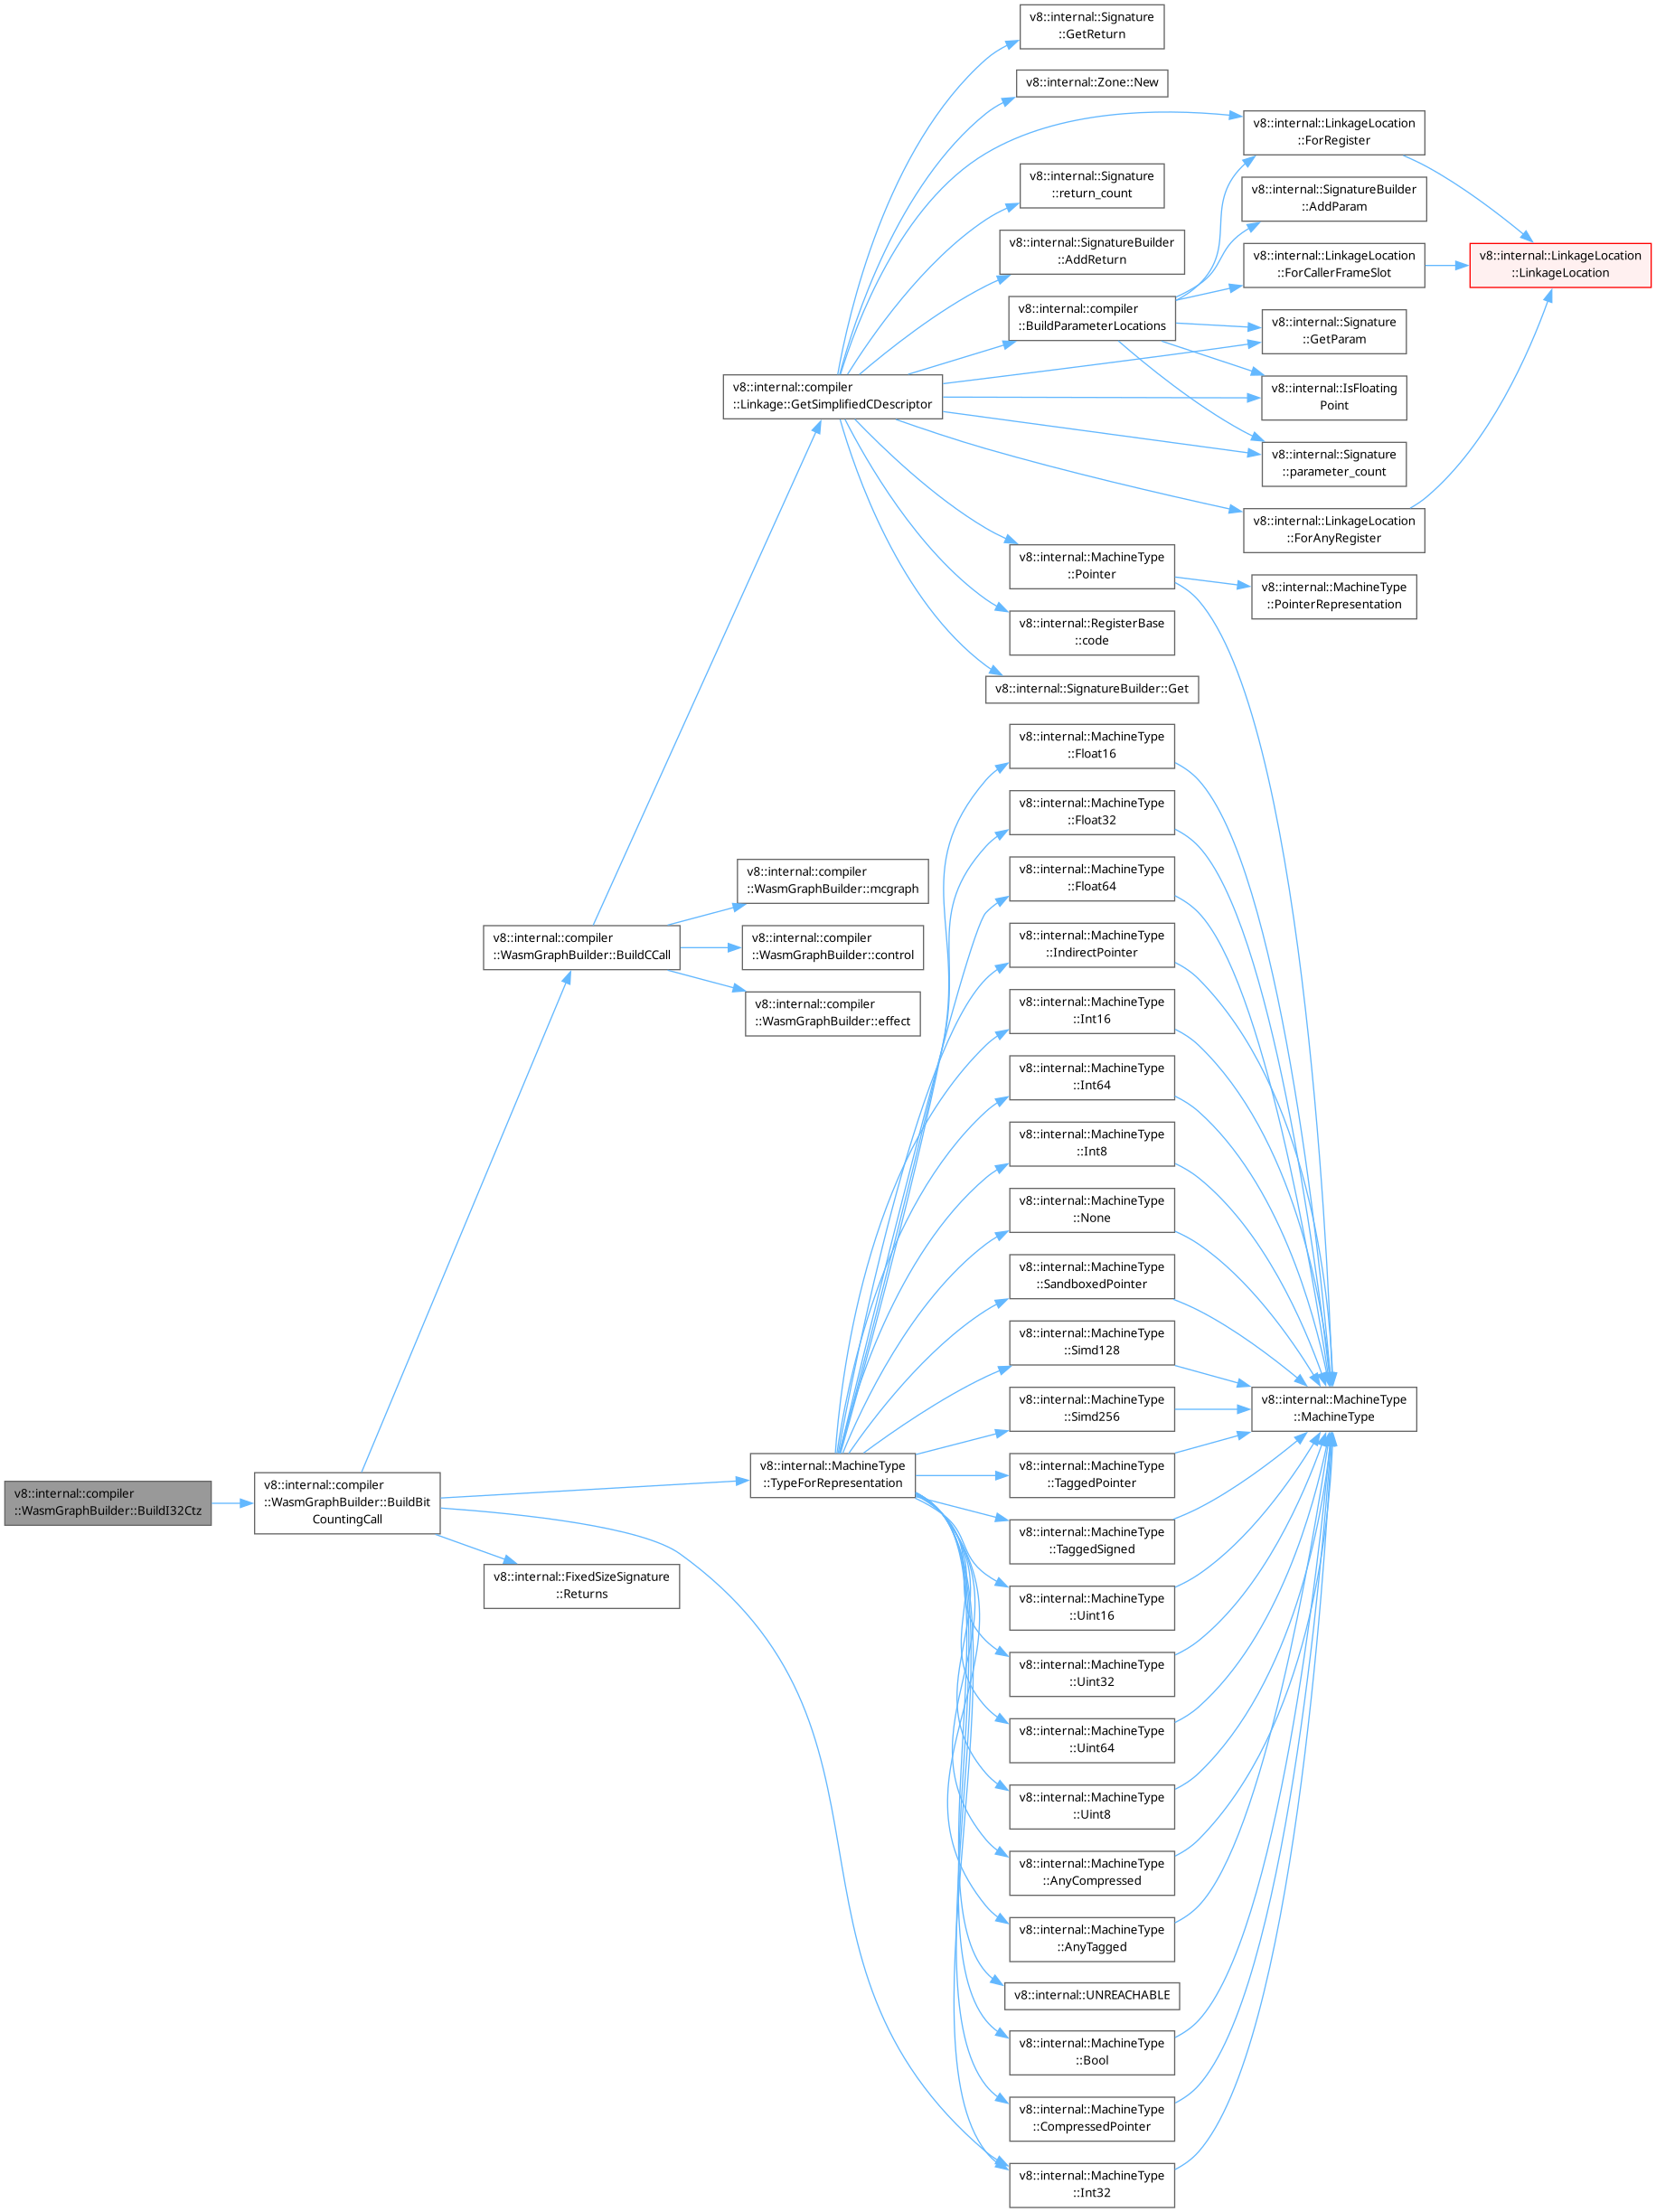 v8::internal::Signature
::GetReturn
v8::internal::Zone::New
v8::internal::LinkageLocation
::ForRegister
v8::internal::Signature
::return_count
v8::internal::SignatureBuilder
::AddParam
v8::internal::SignatureBuilder
::AddReturn
v8::internal::LinkageLocation
::ForCallerFrameSlot
v8::internal::LinkageLocation
::LinkageLocation
v8::internal::compiler
::BuildParameterLocations
v8::internal::Signature
::GetParam
v8::internal::compiler
::Linkage::GetSimplifiedCDescriptor
v8::internal::IsFloating
Point
v8::internal::Signature
::parameter_count
v8::internal::LinkageLocation
::ForAnyRegister
v8::internal::MachineType
::Pointer
v8::internal::MachineType
::PointerRepresentation
v8::internal::RegisterBase
::code
v8::internal::SignatureBuilder::Get
v8::internal::MachineType
::Float16
v8::internal::MachineType
::Float32
v8::internal::compiler
::WasmGraphBuilder::mcgraph
v8::internal::MachineType
::Float64
v8::internal::compiler
::WasmGraphBuilder::BuildCCall
v8::internal::compiler
::WasmGraphBuilder::control
v8::internal::MachineType
::IndirectPointer
v8::internal::compiler
::WasmGraphBuilder::effect
v8::internal::MachineType
::Int16
v8::internal::MachineType
::Int64
v8::internal::MachineType
::Int8
v8::internal::MachineType
::None
v8::internal::MachineType
::SandboxedPointer
v8::internal::MachineType
::Simd128
v8::internal::MachineType
::Simd256
v8::internal::MachineType
::MachineType
v8::internal::compiler
::WasmGraphBuilder::BuildI32Ctz
v8::internal::compiler
::WasmGraphBuilder::BuildBit
CountingCall
v8::internal::MachineType
::TypeForRepresentation
v8::internal::MachineType
::TaggedPointer
v8::internal::MachineType
::TaggedSigned
v8::internal::FixedSizeSignature
::Returns
v8::internal::MachineType
::Uint16
v8::internal::MachineType
::Uint32
v8::internal::MachineType
::Uint64
v8::internal::MachineType
::Uint8
v8::internal::MachineType
::AnyCompressed
v8::internal::MachineType
::AnyTagged
v8::internal::UNREACHABLE
v8::internal::MachineType
::Bool
v8::internal::MachineType
::CompressedPointer
v8::internal::MachineType
::Int32